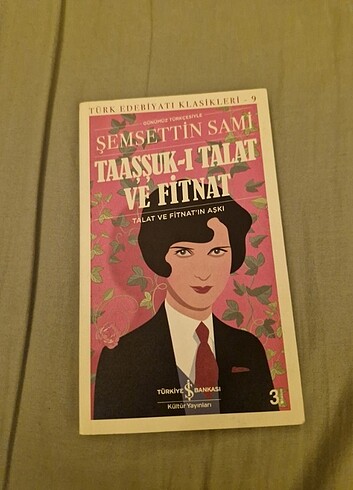 TÜRK EDEBİYATI KLASİKLERİ - 9
GÜNÜMÜZ TÜRKÇESİYLE
ŞEMSETTİN SAMİ
TAAŞŞUK-I TALAT
VE FİTNAT
TALAT VE FİTNAT'IN AŞKI
TÜRKİYE İŞ BANKASI
Kültür Yayınları